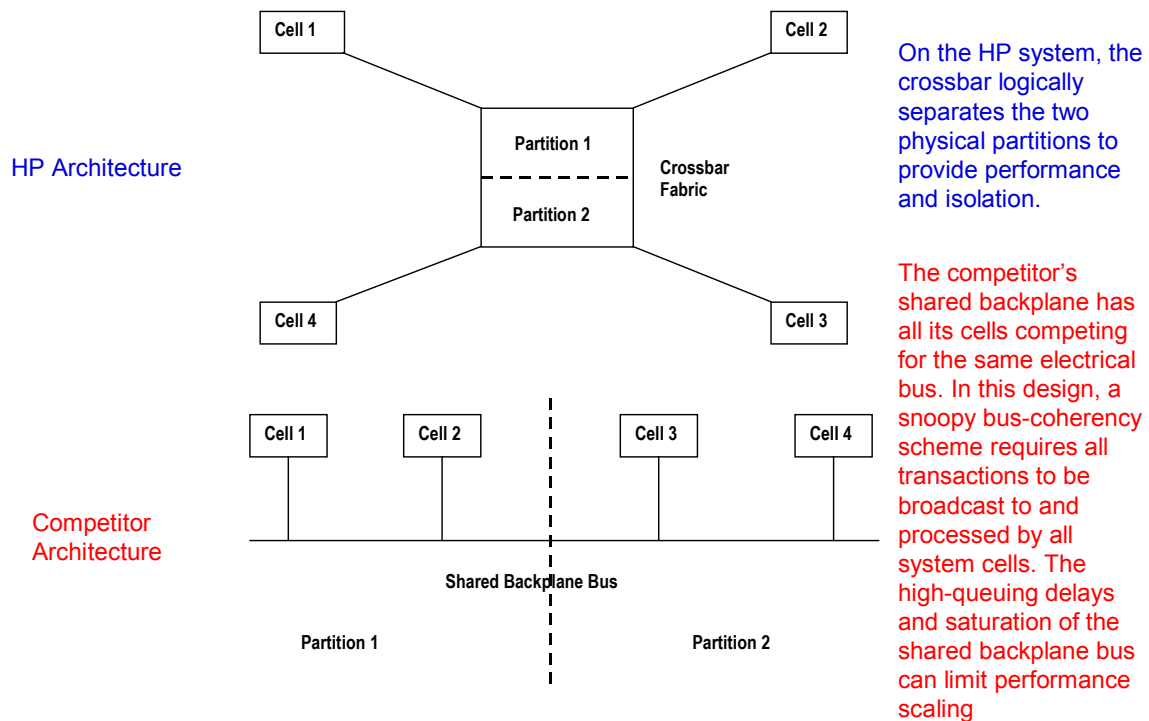 Cell 1
Cell 2
HP Architecture
Partition 1
Partition 2
Crossbar
Fabric
Cell 4
Cell 3
On the HP system, the
crossbar logically
separates the two
physical partitions to
provide performance
and isolation.
Competitor
Architecture
Cell 1
Cell 2
Cell 3
Cell 4
Shared Backplane Bus
Partition 1
Partition 2
The competitor’s
shared backplane has
all its cells competing
for the same electrical
bus. In this design, a
snoopy bus-coherency
scheme requires all
transactions to be
broadcast to and
processed by all
system cells. The
high-queuing delays
and saturation of the
shared backplane bus
can limit performance
scaling